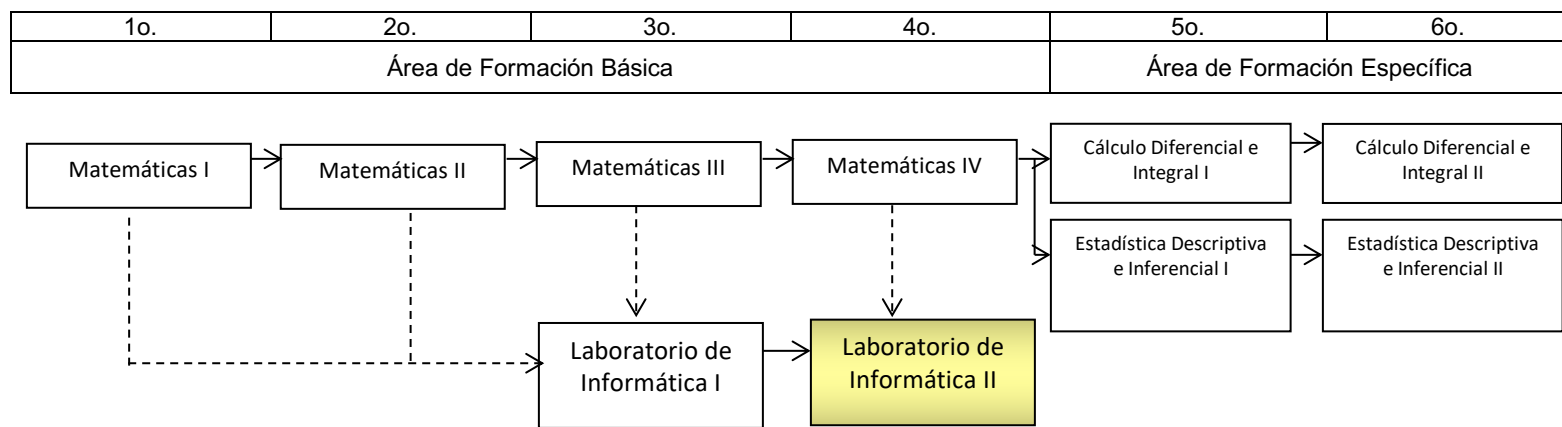 1o. 2o. 3o. 4o. 5o. 6o.
Área de Formación Básica Área de Formación Específica
Matemáticas I
Matemáticas II
Matemáticas III
Matemáticas IV
Cálculo Diferencial e
Integral I
Cálculo Diferencial e
Integral II
Estadística Descriptiva
e Inferencial I
Estadística Descriptiva
e Inferencial II
Laboratorio de
Informática I
Laboratorio de
Informática II